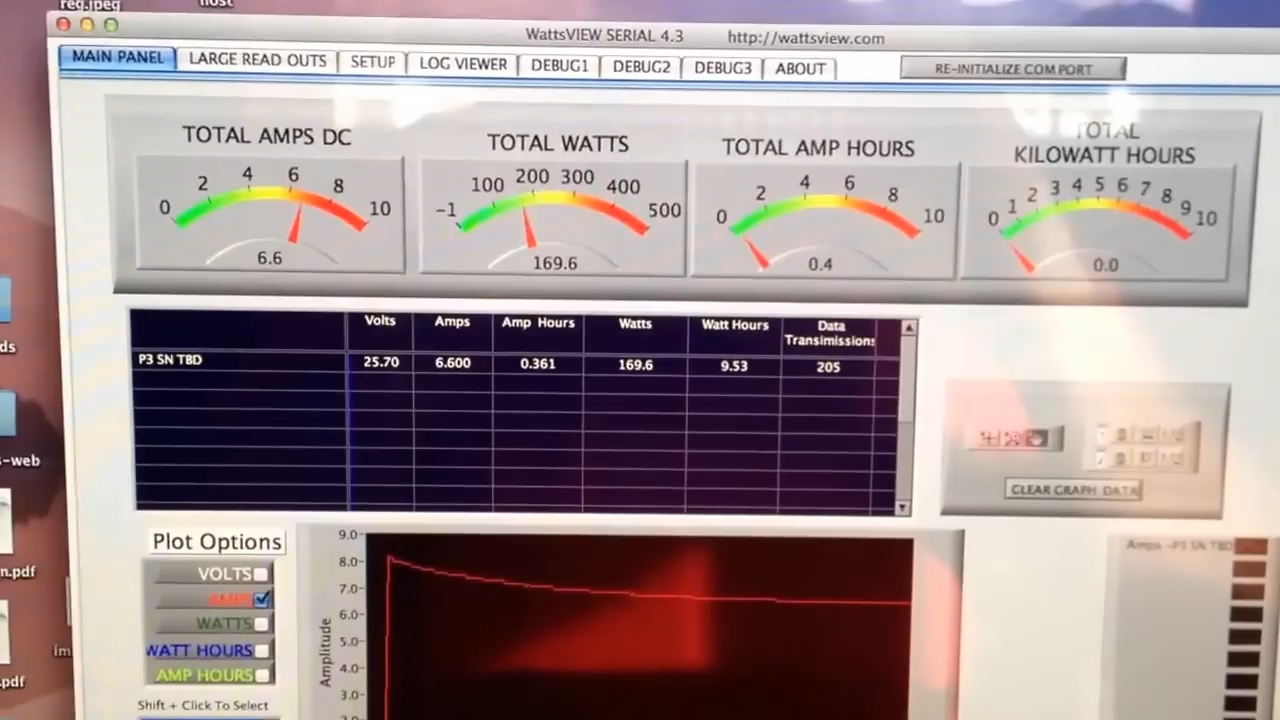 reg.jpeg
host
WattsVIEW SERIAL 4.3 http://wattsview.com
MAIN PANEL LARGE READ OUTS SETUP LOG VIEWER DEBUG1 DEBUG2 DEBUG3 ABOUT RE-INITIALIZE COM PORT
TOTAL AMPS DC
0 2 4 6 8 10
6.6
TOTAL WATTS
-1 100 200 300 400 500
169.6
TOTAL AMP HOURS
0 2 4 6 8 10
0.4
TOTAL
KILOWATT HOURS
0 1 2 3 4 5 6 7 8 9 10
0.0
Volts Amps Amp Hours Watts Watt Hours Data
Transimissions
P3 SN TBD 25.70 6.600 0.361 169.6 9.53 205
CLEAR GRAPH DATA
Plot Options
VOLTS
AMPS
WATTS
WATT HOURS
AMP HOURS
Shift + Click To Select
Amplitude
9.0
8.0
7.0
6.0
5.0
4.0
3.0
Amps -P3 SN TBD
ds
s-web
n.pdf
im
.pdf